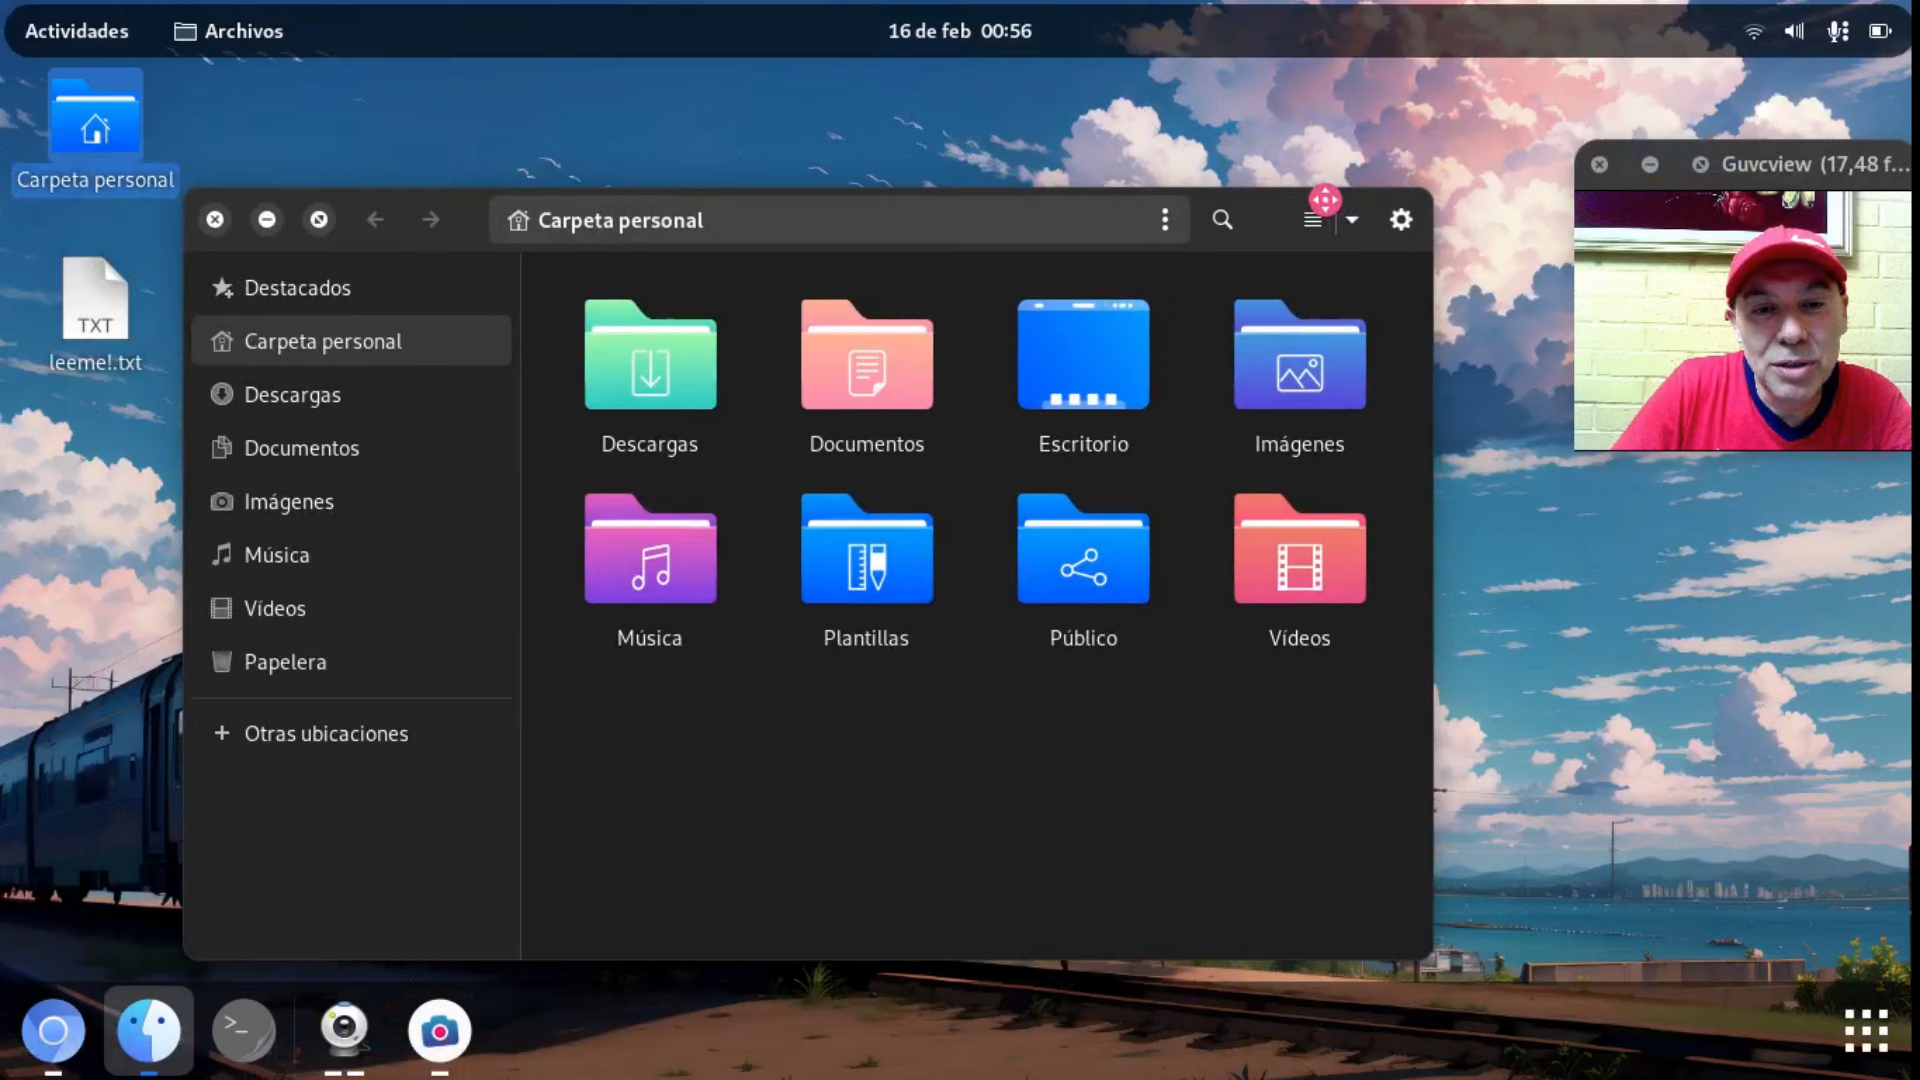 Actividades
Archivos
16 de feb 00:56
Carpeta personal
TXT
leeme!.txt
Guvcview (17,48 f...
Carpeta personal
Destacados
Carpeta personal
Descargas
Documentos
Imágenes
Música
Vídeos
Papelera
+ Otras ubicaciones
Descargas
Documentos
Escritorio
Imágenes
Música
Plantillas
Público
Vídeos
>_